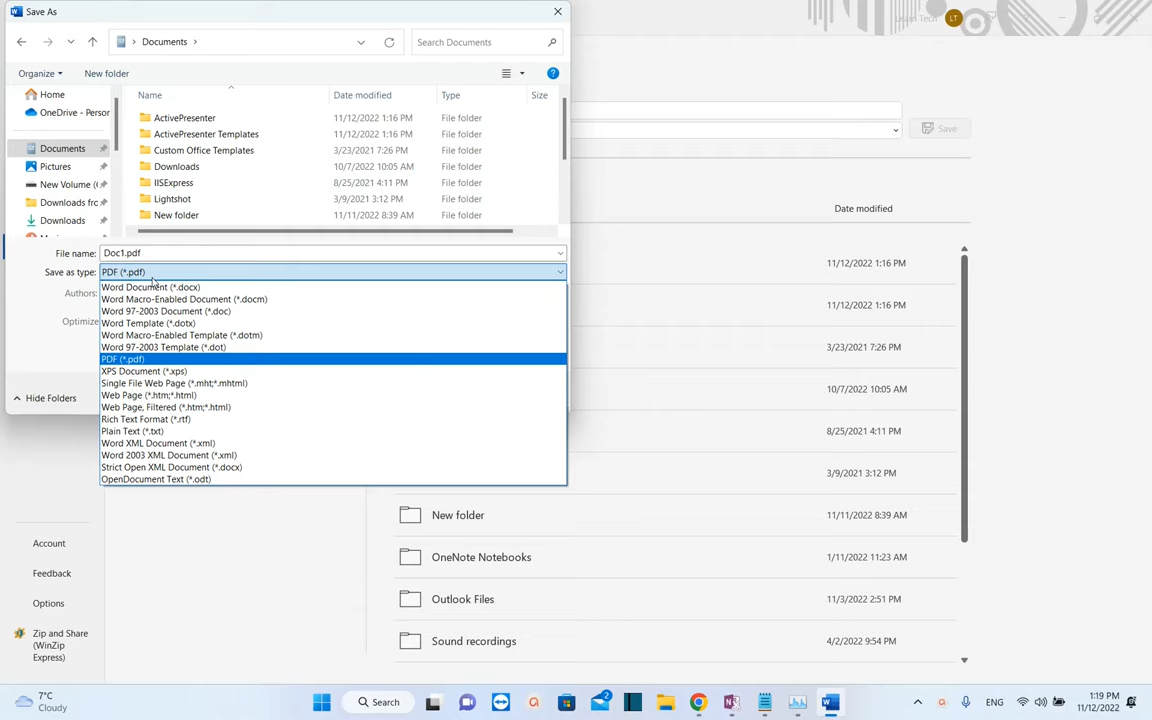 Save As
Learn Tech
LT
Documents
Search Documents
Organize
New folder
Home
OneDrive - Person
Documents
Pictures
New Volume (
Downloads frc
Downloads
Name Date modified Type Size
ActivePresenter 11/12/2022 1:16 PM File folder
ActivePresenter Templates 11/12/2022 1:16 PM File folder
Custom Office Templates 3/23/2021 7:26 PM File folder
Downloads 10/7/2022 10:05 AM File folder
IISExpress 8/25/2021 4:11 PM File folder
Lightshot 3/9/2021 3:12 PM File folder
New folder 11/11/2022 8:39 AM File folder
File name: Doc1.pdf
Save as type: PDF (*.pdf)
Authors:
Optimize
Word Document (*.docx)
Word Macro-Enabled Document (*.docm)
Word 97-2003 Document (*.doc)
Word Template (*.dotx)
Word Macro-Enabled Template (*.dotm)
Word 97-2003 Template (*.dot)
PDF (*.pdf)
XPS Document (*.xps)
Single File Web Page (*.mht;*.mhtml)
Web Page (*.htm;*.html)
Web Page, Filtered (*.htm;*.html)
Rich Text Format (*.rtf)
Plain Text (*.txt)
Word XML Document (*.xml)
Word 2003 XML Document (*.xml)
Strict Open XML Document (*.docx)
OpenDocument Text (*.odt)
Hide Folders
Save
Date modified
11/12/2022 1:16 PM
11/12/2022 1:16 PM
3/23/2021 7:26 PM
10/7/2022 10:05 AM
8/25/2021 4:11 PM
3/9/2021 3:12 PM
New folder 11/11/2022 8:39 AM
OneNote Notebooks 1/11/2022 11:23 AM
Outlook Files 11/3/2022 2:51 PM
Sound recordings 4/2/2022 9:54 PM
Account
Feedback
Options
Zip and Share
(WinZip
Express)
7°C
Cloudy
Search
2
ENG
1:19 PM
11/12/2022